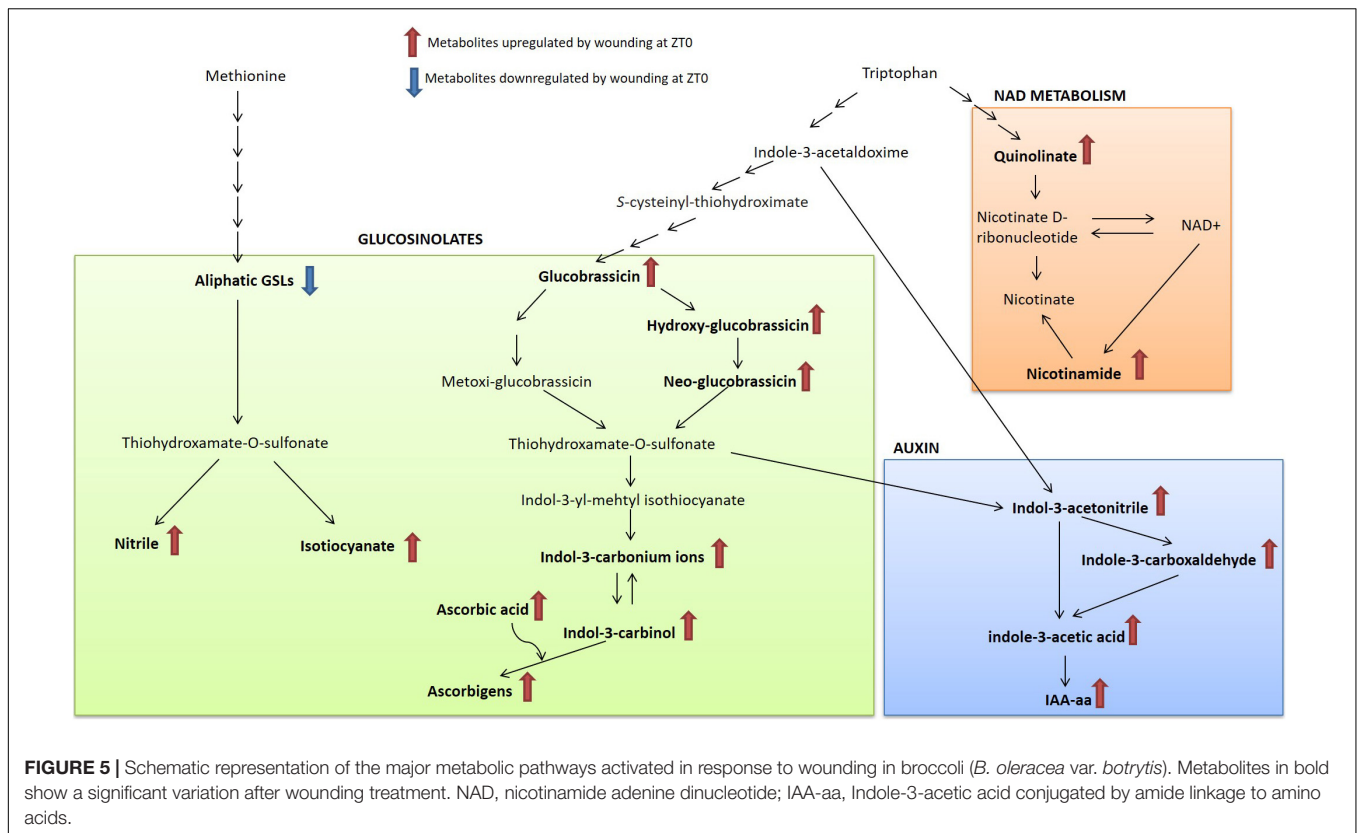 Metabolites upregulated by wounding at ZT0
Metabolites downregulated by wounding at ZT0
Methionine
Triptophan
NAD METABOLISM
Indole-3-acetaldoxime
Quinolinate
S-cysteinyl-thiohydroximate
Nicotinate D-
ribonucleotide
NAD+
GLUCOSINOLATES
Aliphatic GSLs
Glucobrassicin
Nicotinate
Hydroxy-glucobrassicin
Metoxi-glucobrassicin
Neo-glucobrassicin
Nicotinamide
Thiohydroxamate-O-sulfonate
Thiohydroxamate-O-sulfonate
AUXIN
Indol-3-yl-mehtyl isothiocyanate
Indol-3-acetonitrile
Nitrile
Isotiocyanate
Indol-3-carbonium ions
Indole-3-carboxaldehyde
Ascorbic acid
Indol-3-carbinol
indole-3-acetic acid
Ascorbigens
IAA-aa
FIGURE 5 | Schematic representation of the major metabolic pathways activated in response to wounding in broccoli (B. oleracea var. botrytis). Metabolites in bold
show a significant variation after wounding treatment. NAD, nicotinamide adenine dinucleotide; IAA-aa, Indole-3-acetic acid conjugated by amide linkage to amino
acids.